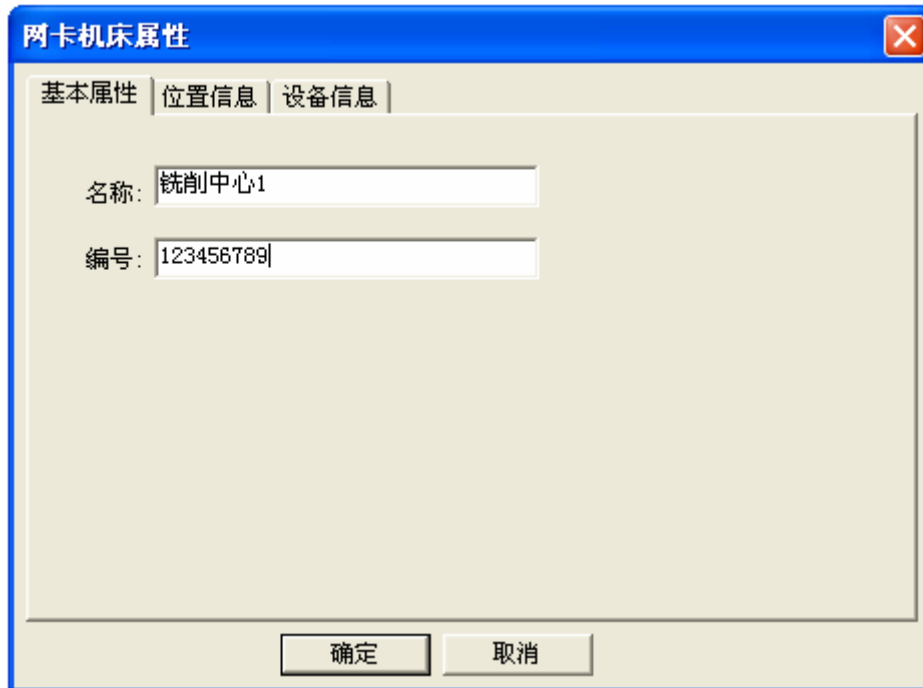 网卡机床属性
基本属性 位置信息 设备信息
名称: 铣削中心1
编号: 123456789
确定 取消